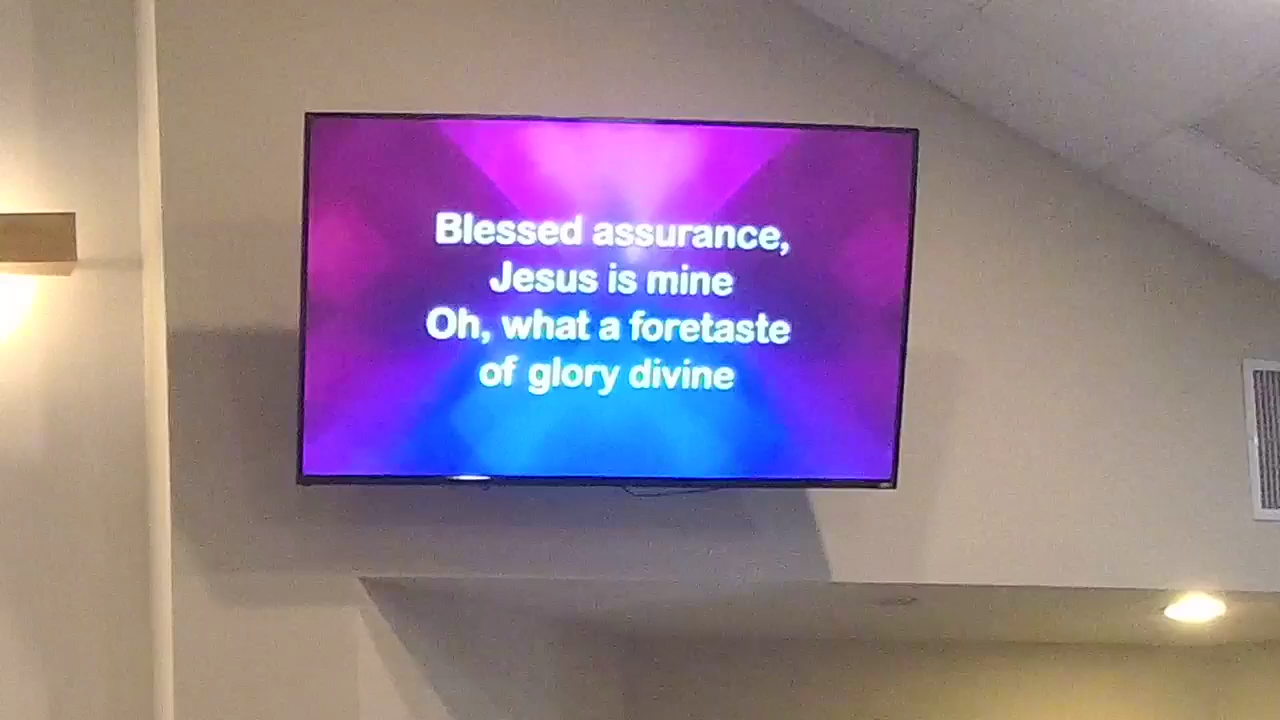 Blessed assurance,
Jesus is mine
Oh, what a foretaste
of glory divine